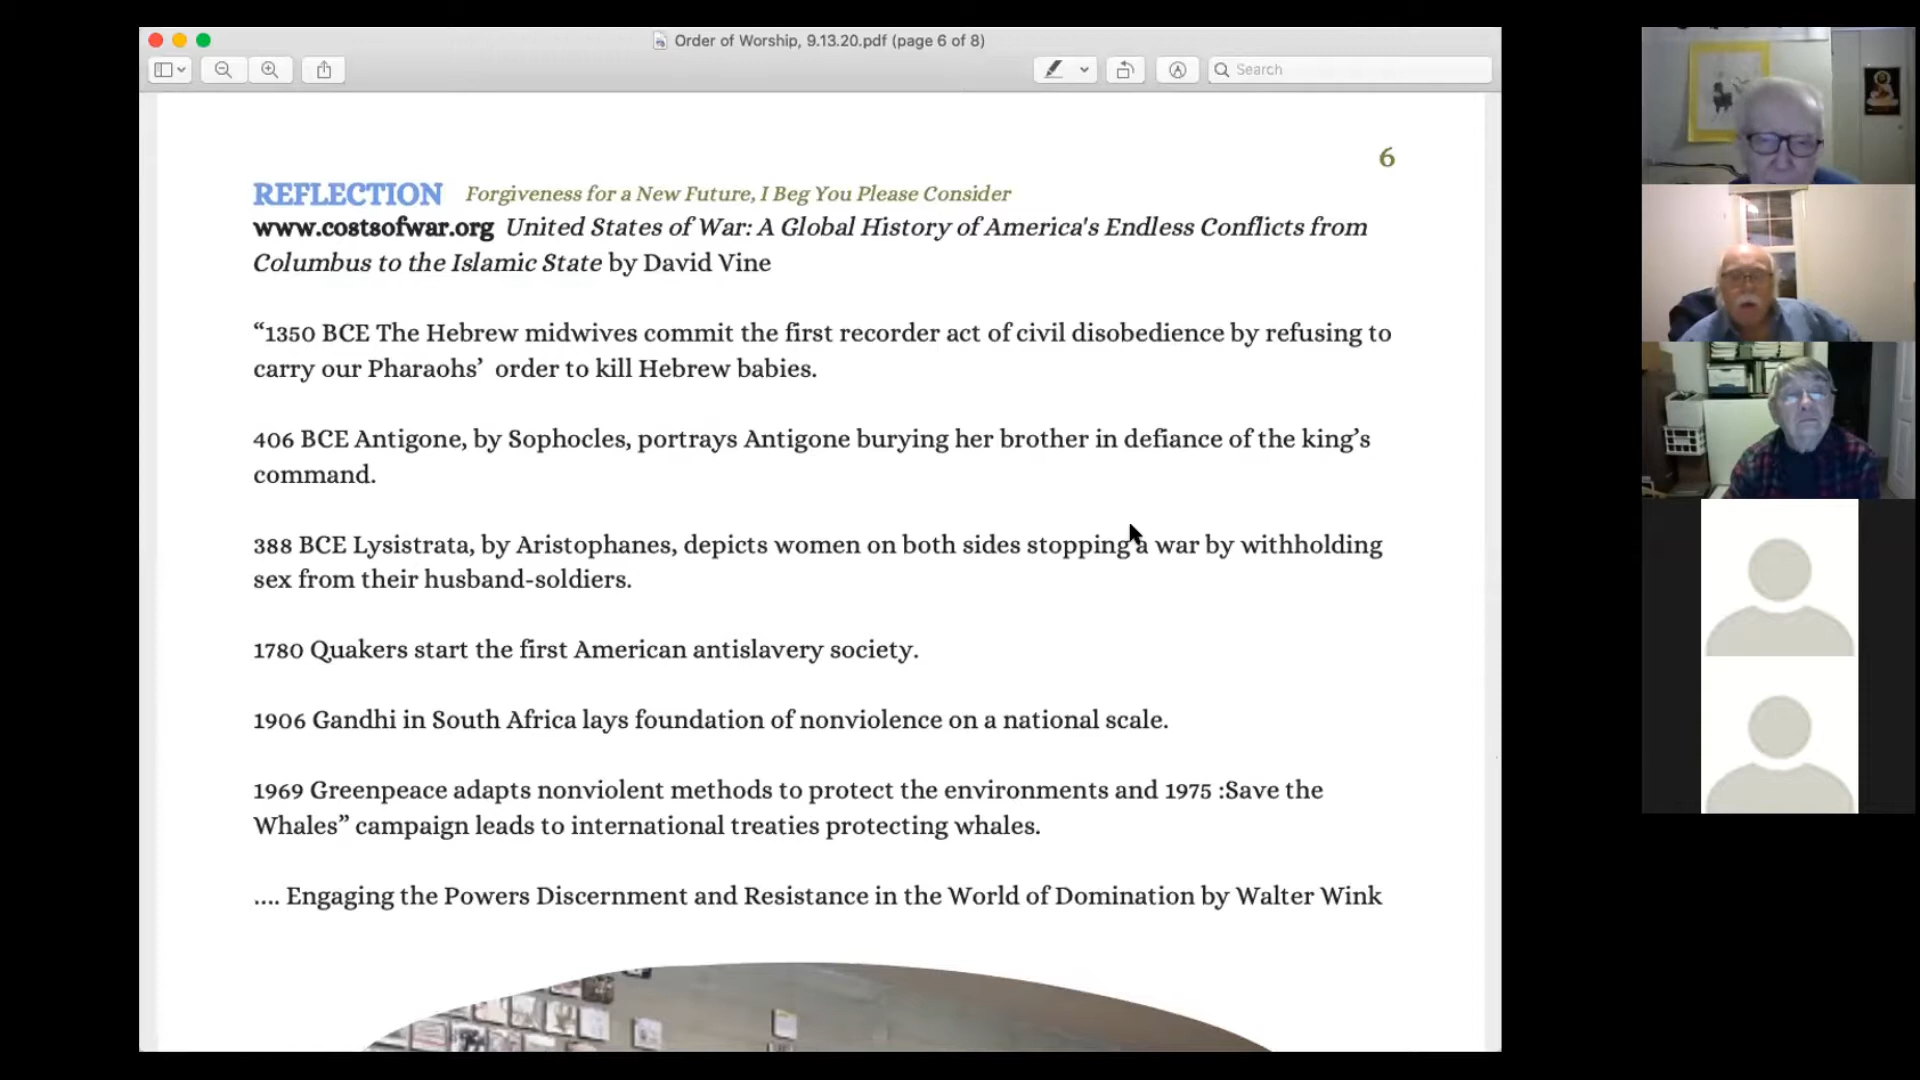 Order of Worship, 9.13.20.pdf (page 6 of 8)
Search
6
REFLECTION Forgiveness for a New Future, I Beg You Please Consider
www.costsofwar.org United States of War: A Global History of America's Endless Conflicts from
Columbus to the Islamic State by David Vine
“1350 BCE The Hebrew midwives commit the first recorder act of civil disobedience by refusing to
carry our Pharaohs’ order to kill Hebrew babies.
406 BCE Antigone, by Sophocles, portrays Antigone burying her brother in defiance of the king’s
command.
388 BCE Lysistrata, by Aristophanes, depicts women on both sides stopping a war by withholding
sex from their husband-soldiers.
1780 Quakers start the first American antislavery society.
1906 Gandhi in South Africa lays foundation of nonviolence on a national scale.
1969 Greenpeace adapts nonviolent methods to protect the environments and 1975 :Save the
Whales” campaign leads to international treaties protecting whales.
.... Engaging the Powers Discernment and Resistance in the World of Domination by Walter Wink